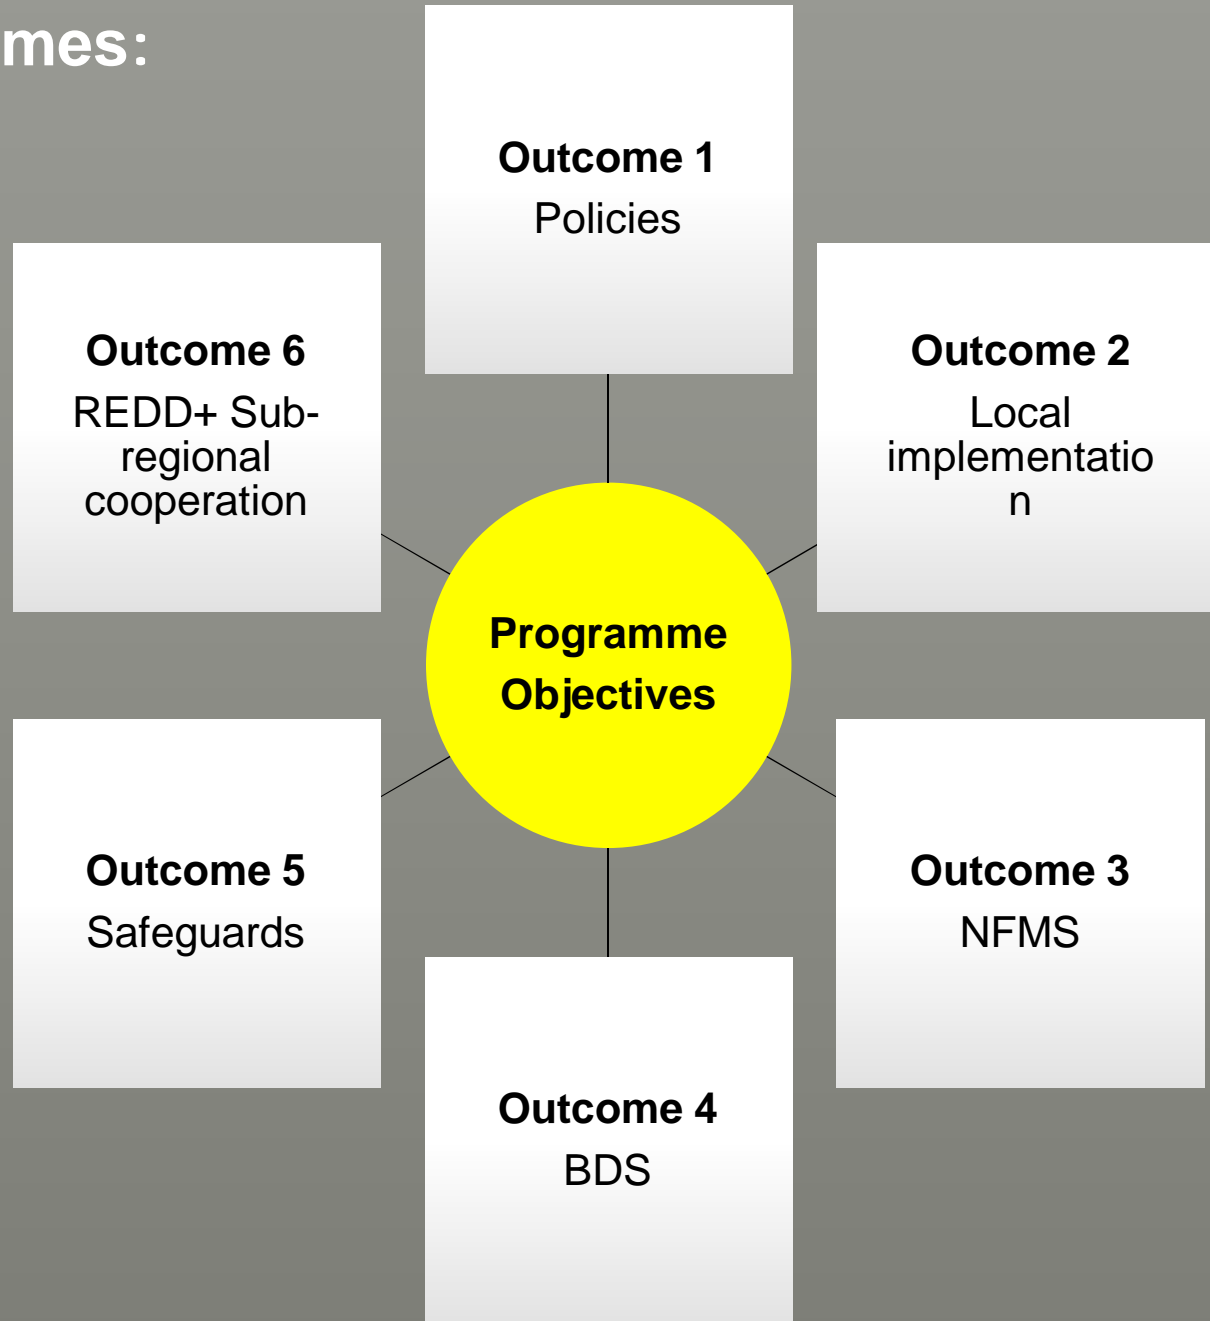 mes:
Outcome 1
Policies
Outcome 6
REDD+ Sub-
regional
cooperation
Outcome 2
Local
implementatio
n
Programme
Objectives
Outcome 5
Safeguards
Outcome 3
NFMS
Outcome 4
BDS